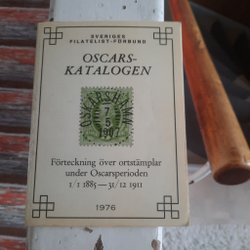 SVERIGES
FILATELIST-FÖRBUND
OSCARS-
KATALOGEN
OSCARSHAMN
7
5
1907
Förteckning över ortstämplar
under Oscarsperioden
1/1 1885—31/12 1911
1976